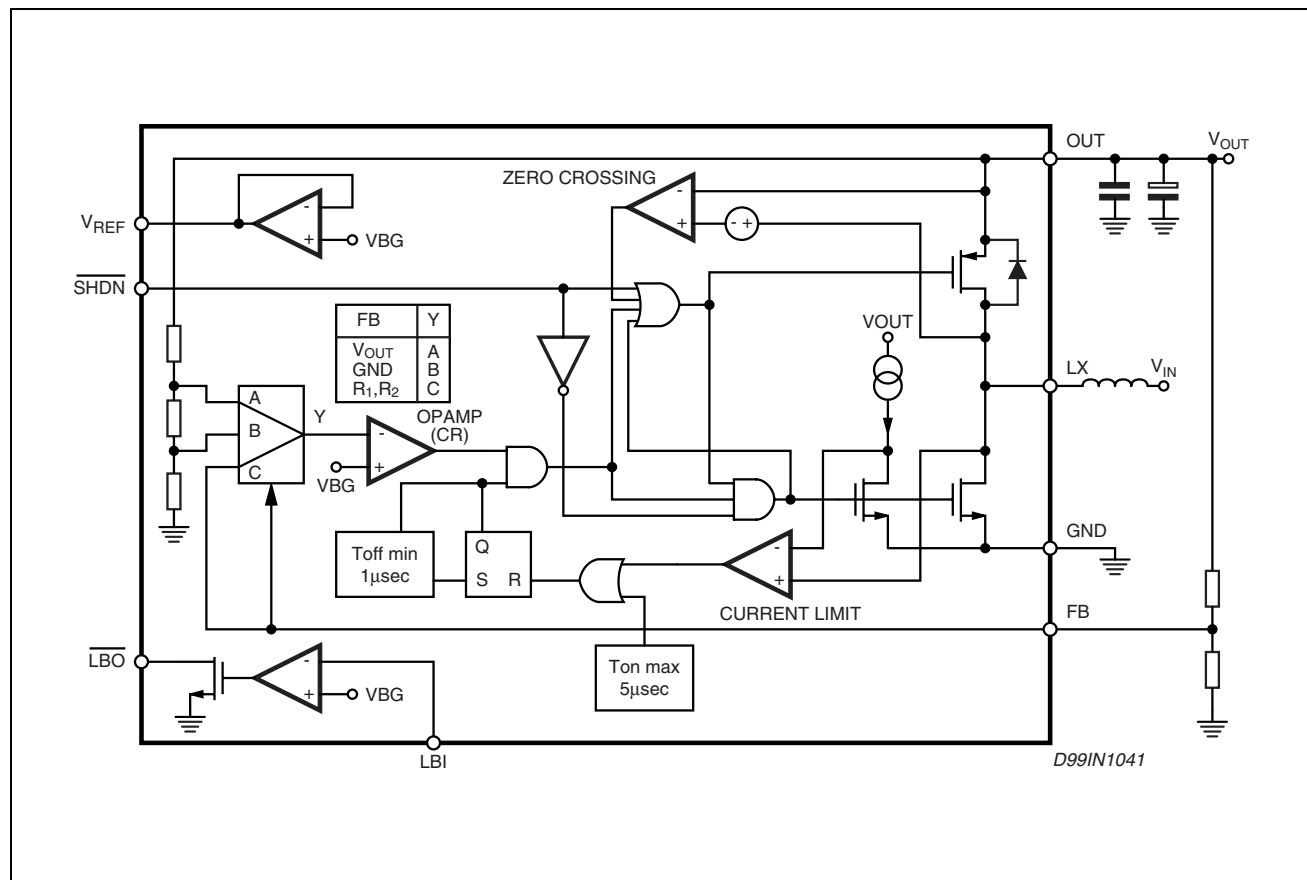 OUT
VOUT
ZERO CROSSING
-
+
- +
VREF
-
+
VBG
SHDN
FB Y
VOUT A
GND B
R1,R2 C
VOUT
LX
VIN
A
B
C
Y
OPAMP
(CR)
-
+
VBG
Toff min
1μsec
Q
S R
-
+
CURRENT LIMIT
GND
FB
Ton max
5μsec
LBO
-
+
VBG
LBI
D99IN1041